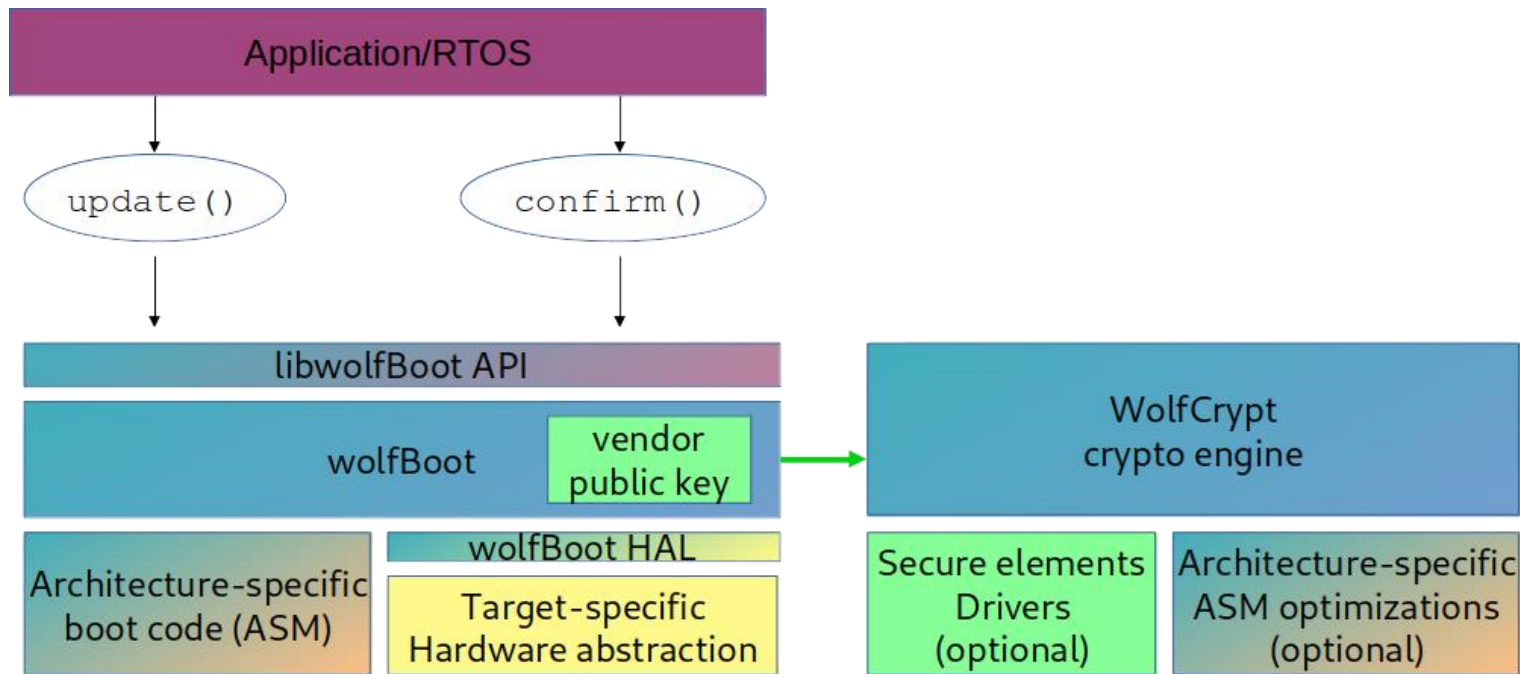 Application/RTOS
update()
confirm()
libwolfBoot API
wolfBoot
vendor
public key
WolfCrypt
crypto engine
Architecture-specific
boot code (ASM)
wolfBoot HAL
Target-specific
Hardware abstraction
Secure elements
Drivers
(optional)
Architecture-specific
ASM optimizations
(optional)